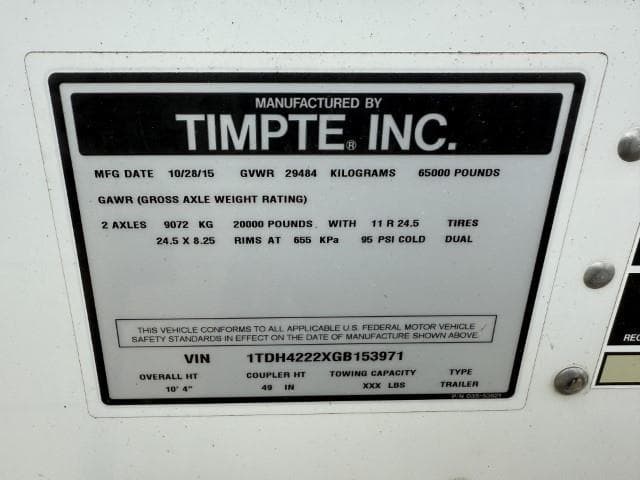 MANUFACTURED BY
TIMPTE® INC.
MFG DATE 10/28/15 GVWR 29484 KILOGRAMS 65000 POUNDS
GAWR (GROSS AXLE WEIGHT RATING)
2 AXLES 9072 KG 20000 POUNDS WITH 11 R 24.5 TIRES
24.5 X 8.25 RIMS AT 655 KPa 95 PSI COLD DUAL
THIS VEHICLE CONFORMS TO ALL APPLICABLE U.S. FEDERAL MOTOR VEHICLE
SAFETY STANDARDS IN EFFECT ON THE DATE OF MANUFACTURE SHOWN ABOVE.
VIN 1TDH4222XGB153971
OVERALL HT COUPLER HT TOWING CAPACITY TYPE
10' 4" 49 IN XXX LBS TRAILER
P/N